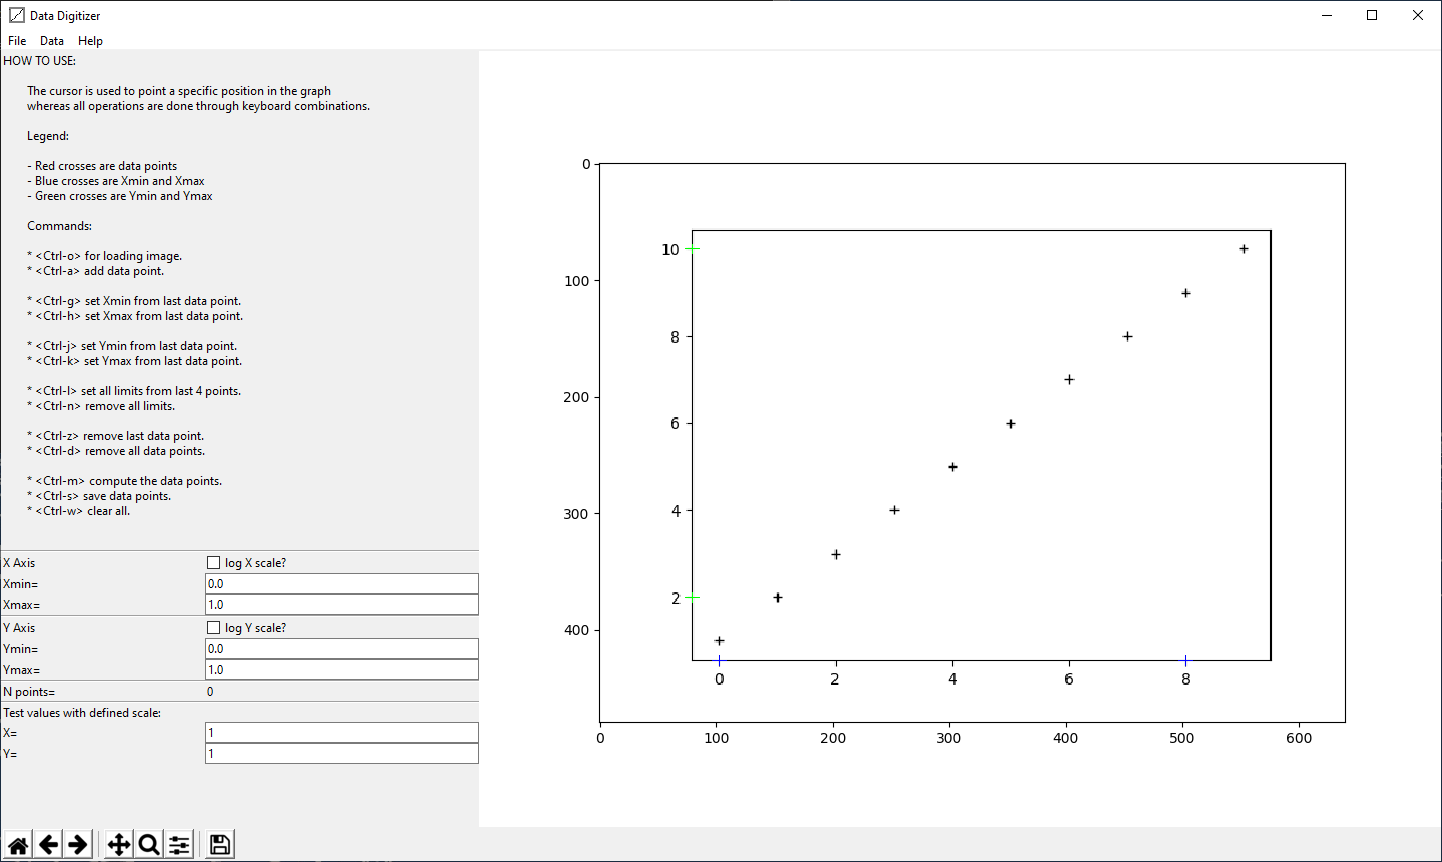 Data Digitizer
File Data Help
HOW TO USE:
The cursor is used to point a specific position in the graph
whereas all operations are done through keyboard combinations.
Legend:
- Red crosses are data points
- Blue crosses are Xmin and Xmax
- Green crosses are Ymin and Ymax
Commands:
* <Ctrl-o> for loading image.
* <Ctrl-a> add data point.
* <Ctrl-g> set Xmin from last data point.
* <Ctrl-h> set Xmax from last data point.
* <Ctrl-j> set Ymin from last data point.
* <Ctrl-k> set Ymax from last data point.
* <Ctrl-l> set all limits from last 4 points.
* <Ctrl-n> remove all limits.
* <Ctrl-z> remove last data point.
* <Ctrl-d> remove all data points.
* <Ctrl-m> compute the data points.
* <Ctrl-s> save data points.
* <Ctrl-w> clear all.
X Axis log X scale?
Xmin= 0.0
Xmax= 1.0
Y Axis log Y scale?
Ymin= 0.0
Ymax= 1.0
N points= 0
Test values with defined scale:
X= 1
Y= 1
0
100
200
300
400
10
8
6
4
2
0 2 4 6 8
0 100 200 300 400 500 600